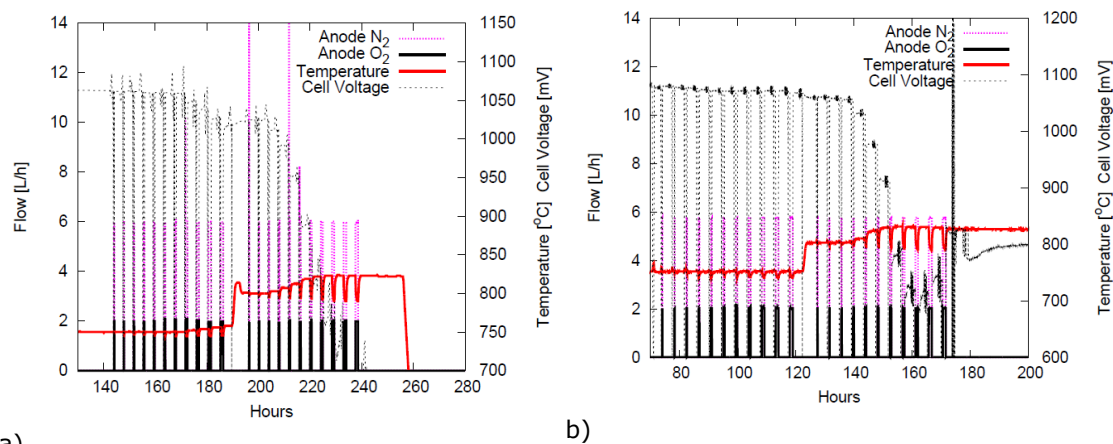 14
12
10
8
6
4
2
0
Flow [L/h]
140 160 180 200 220 240 260 280
Hours
1150
1100
1050
1000
950
900
850
800
750
700
Temperature [°C] Cell Voltage [mV]
Anode N₂
Anode O₂
Temperature
Cell Voltage
a)
14
12
10
8
6
4
2
0
Flow [L/h]
80 100 120 140 160 180 200
Hours
1200
1100
1000
900
800
700
600
Temperature [°C] Cell Voltage [mV]
Anode N₂
Anode O₂
Temperature
Cell Voltage
b)